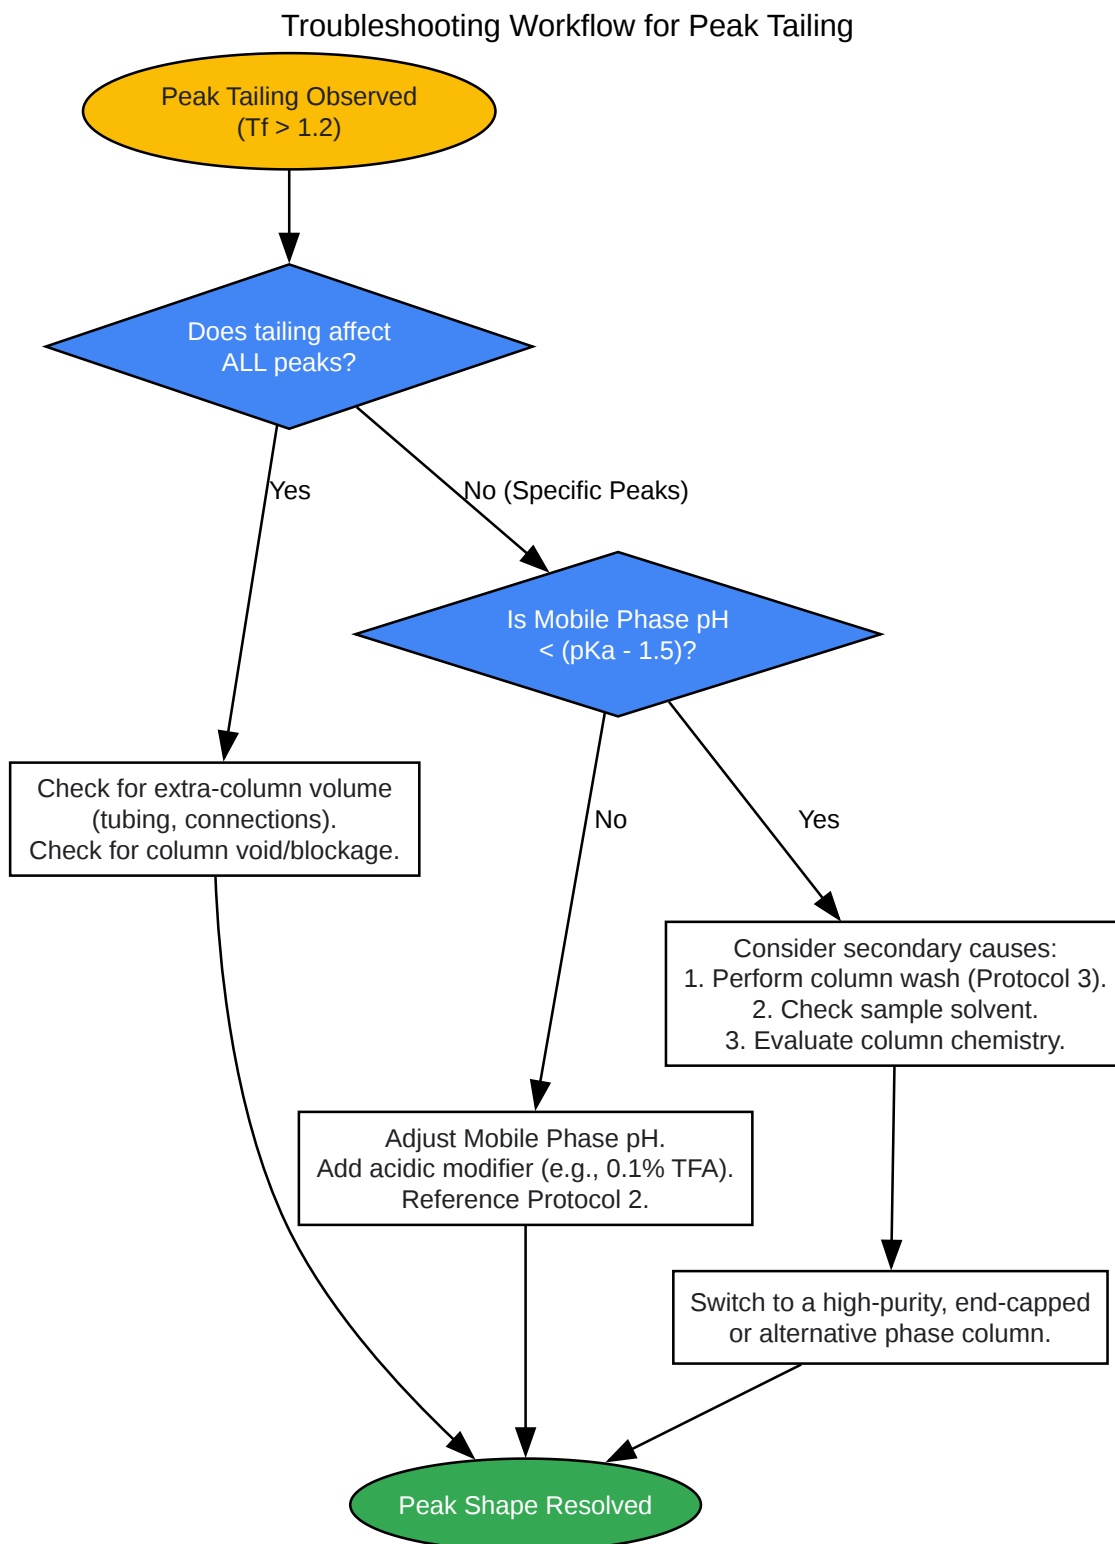 Troubleshooting Workflow for Peak Tailing
Peak Tailing Observed
(Tf > 1.2)
Does tailing affect
ALL peaks?
Yes
No (Specific Peaks)
Is Mobile Phase pH
< (pKa - 1.5)?
Check for extra-column volume
(tubing, connections).
Check for column void/blockage.
No
Yes
Consider secondary causes:
1. Perform column wash (Protocol 3).
2. Check sample solvent.
3. Evaluate column chemistry.
Adjust Mobile Phase pH.
Add acidic modifier (e.g., 0.1% TFA).
Reference Protocol 2.
Switch to a high-purity, end-capped
or alternative phase column.
Peak Shape Resolved